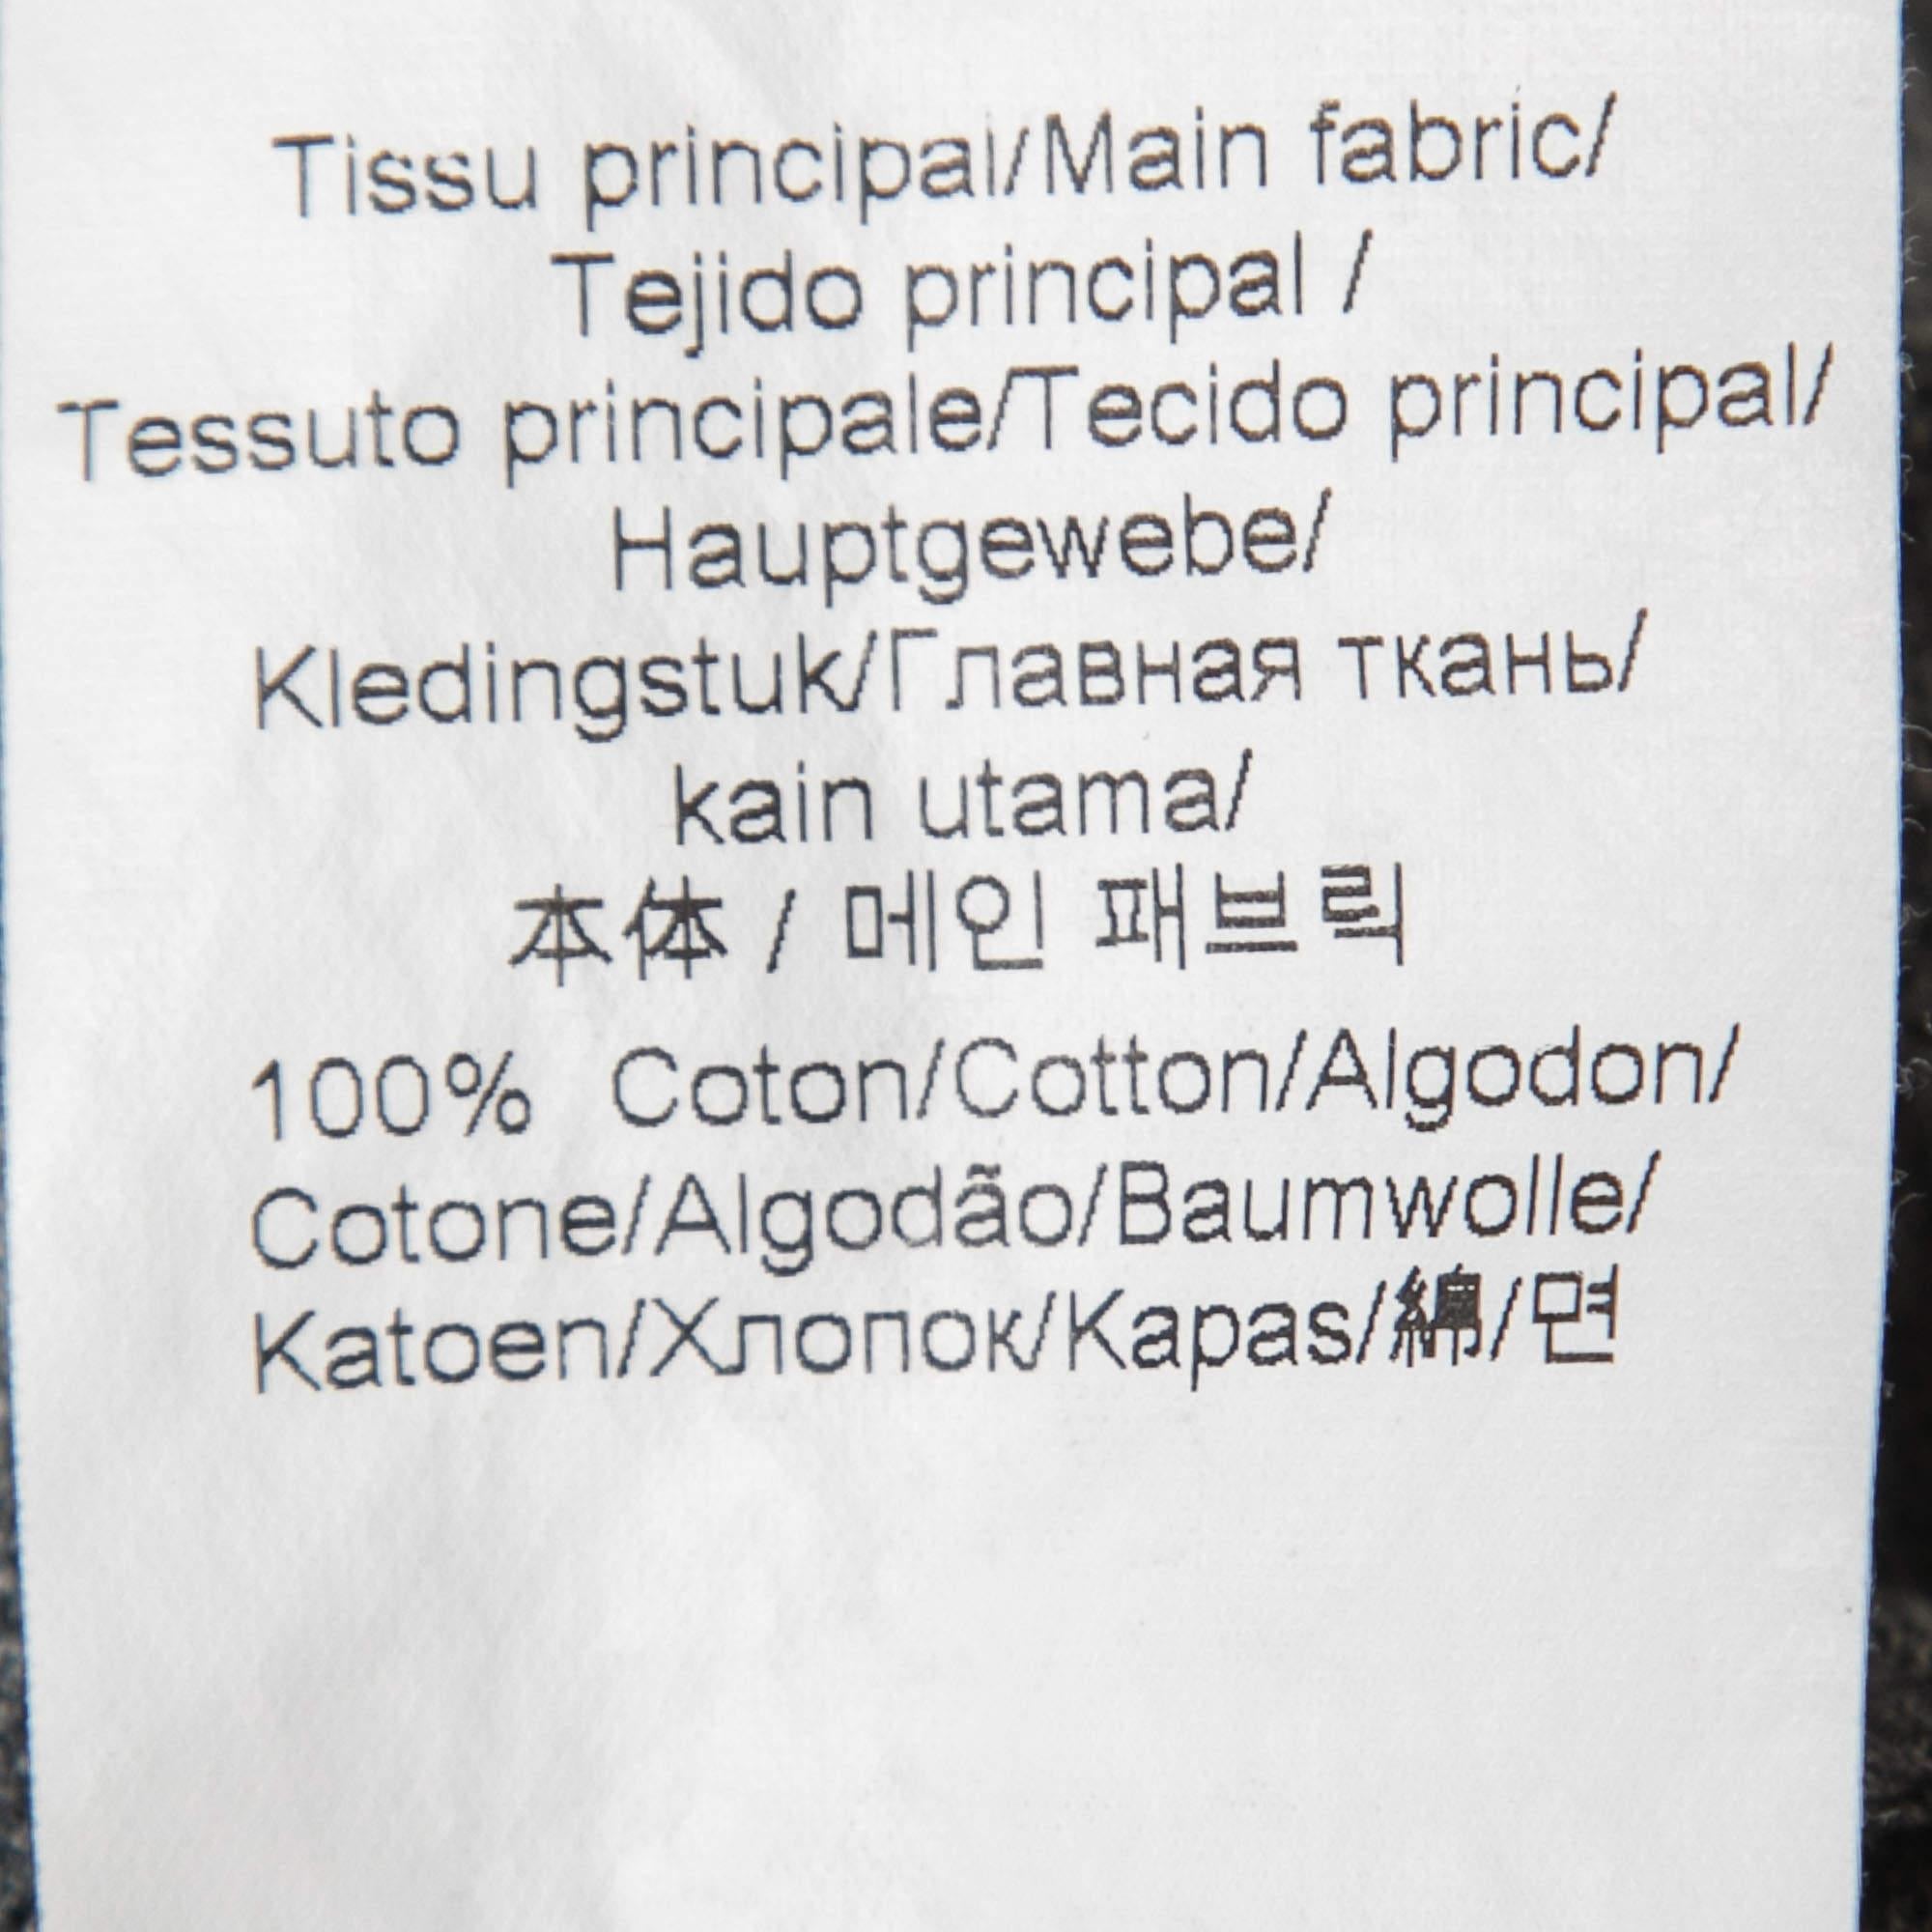 Tissu principal/Main fabric/
Tejido principal /
Tessuto principale/Tecido principal/
Hauptgewebe/
Kledingstuk/Главная ткань/
kain utama/
本体 / 메인 패브릭
100% Coton/Cotton/Algodon/
Cotone/Algodão/Baumwolle/
Katoen/Хлопок/Kapas/綿/면